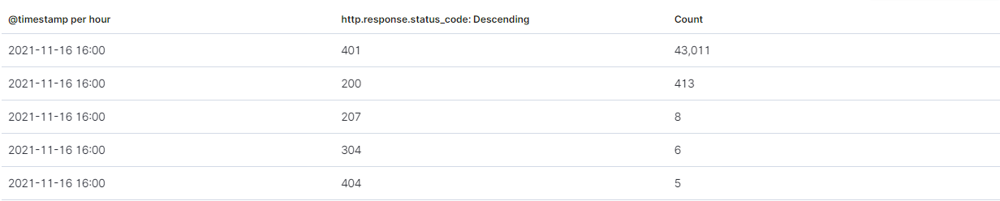 @timestamp per hour http.response.status_code: Descending Count
2021-11-16 16:00 401 43,011
2021-11-16 16:00 200 413
2021-11-16 16:00 207 8
2021-11-16 16:00 304 6
2021-11-16 16:00 404 5